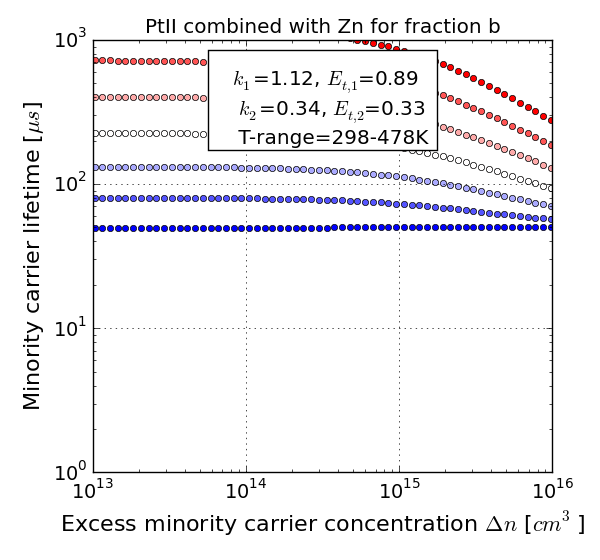 PtII combined with Zn for fraction b
k1=1.12, Et,1=0.89
k2=0.34, Et,2=0.33
T-range=298-478K
Minority carrier lifetime [μs]
10^3
10^2
10^1
10^0
10^13 10^14 10^15 10^16
Excess minority carrier concentration Δn [cm^3 ]